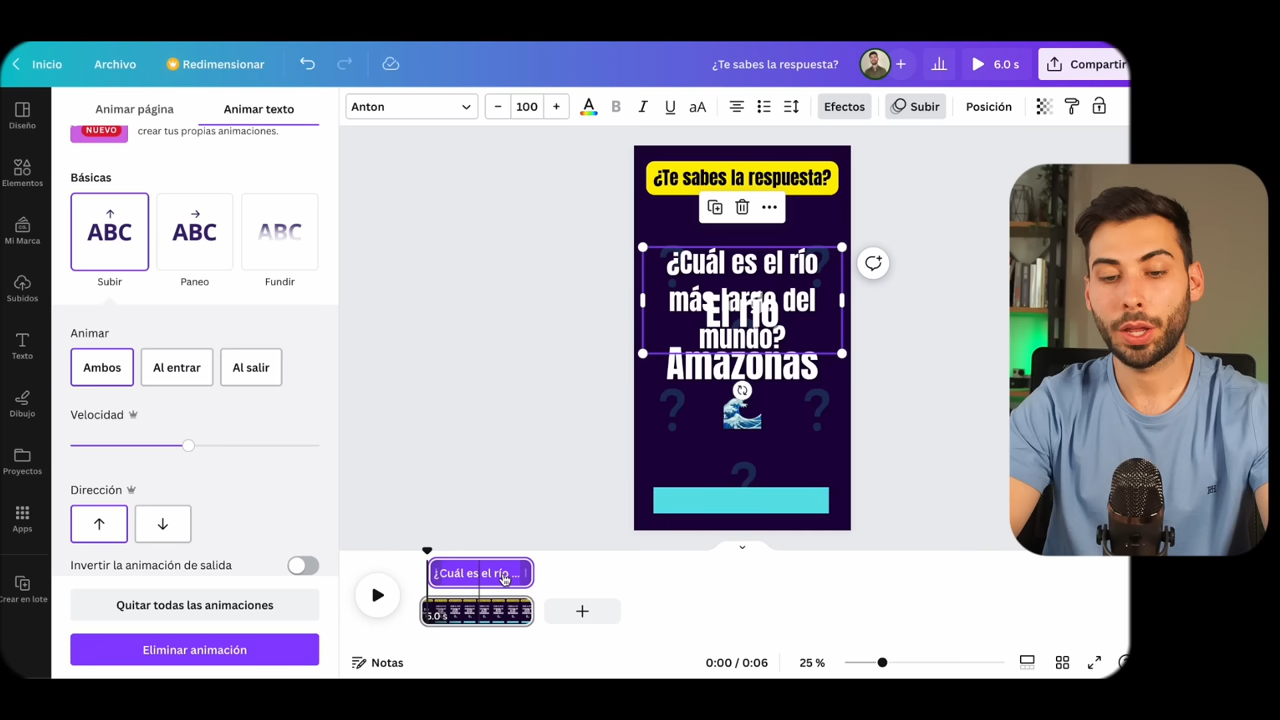 Inicio
Archivo
Redimensionar
¿Te sabes la respuesta?
6.0 s
Compartir
Diseño
Elementos
Mi Marca
Subidos
Texto
Dibujo
Proyectos
Apps
Crear en lote
Animar página
Animar texto
NUEVO
crear tus propias animaciones.
Básicas
ABC
ABC
ABC
Subir
Paneo
Fundir
Animar
Ambos
Al entrar
Al salir
Velocidad
Dirección
Invertir la animación de salida
Quitar todas las animaciones
Eliminar animación
Anton
100
A
B
I
U
aA
Efectos
Subir
Posición
¿Te sabes la respuesta?
¿Cuál es el río
más largo del
mundo?
El río
Amazonas
?
?
?
¿Cuál es el río ...
6.0 s
Notas
0:00 / 0:06
25 %